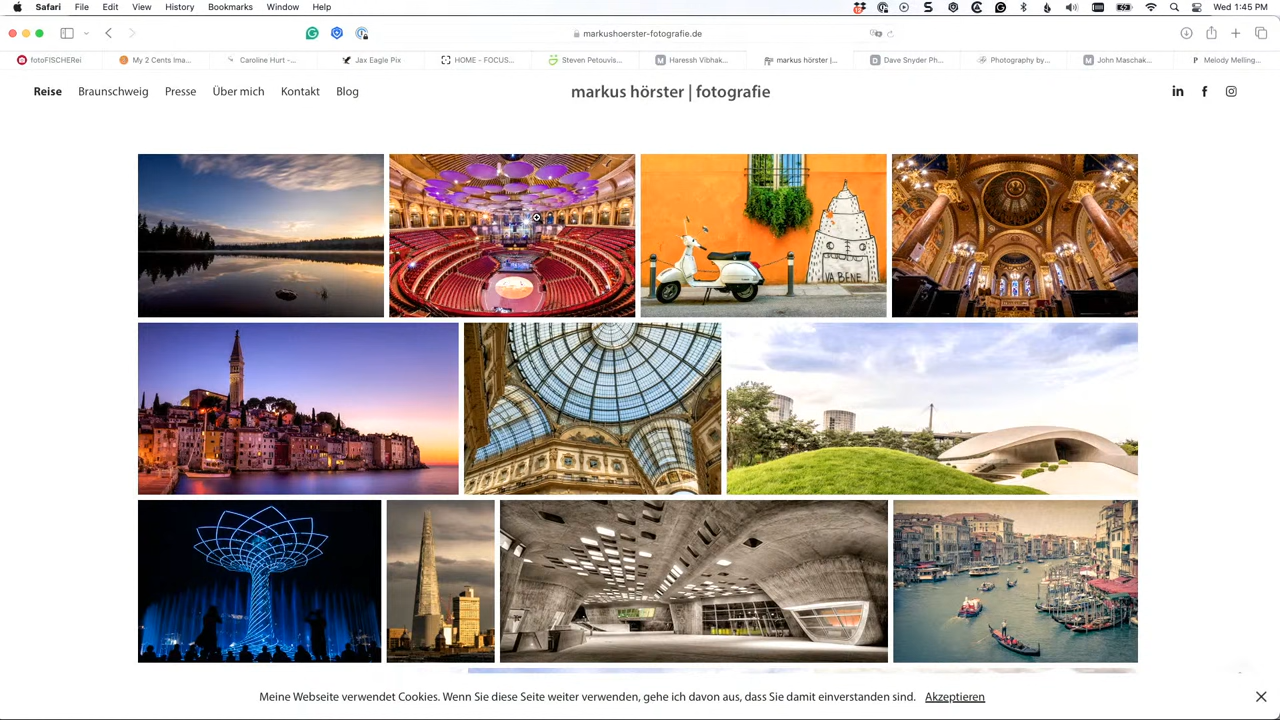 Safari File Edit View History Bookmarks Window Help Wed 1:45 PM
markushoerster-fotografie.de
fotoFISCHERei My 2 Cents Ima... Caroline Hurt -... Jax Eagle Pix HOME - FOCUS... Steven Petouvis... Haressh Vibhak... markus hörster |... Dave Snyder Ph... Photography by... John Maschak... Melody Melling...
Reise Braunschweig Presse Über mich Kontakt Blog markus hörster | fotografie
VA BENE
Meine Webseite verwendet Cookies. Wenn Sie diese Seite weiter verwenden, gehe ich davon aus, dass Sie damit einverstanden sind. Akzeptieren